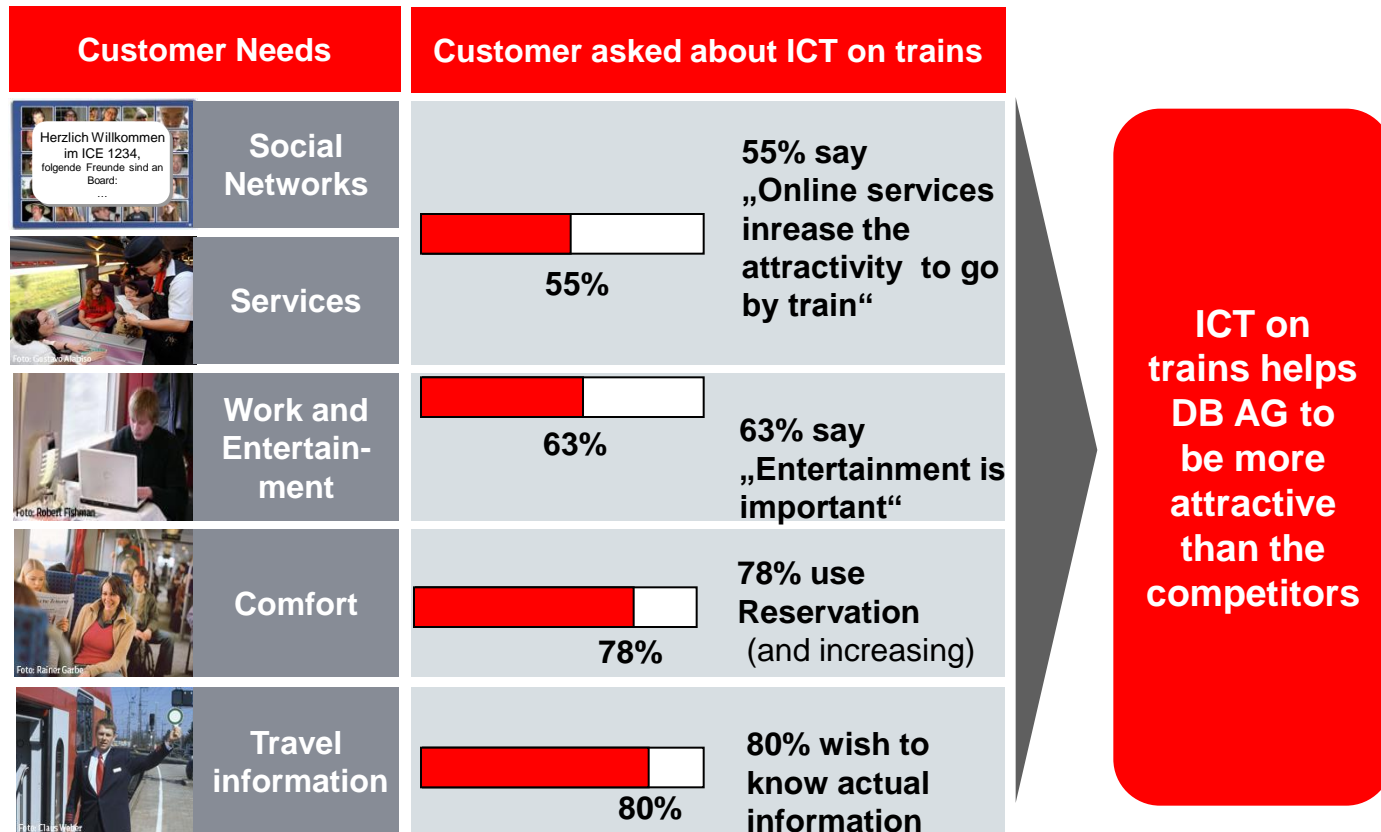 Customer Needs
Customer asked about ICT on trains
Herzlich Willkommen
im ICE 1234,
folgende Freunde sind an
Board:
...
Social
Networks
Foto: Gustavo Alabiso
Services
55%
55% say
„Online services
inrease the
attractivity to go
by train“
Foto: Robert Fishman
Work and
Entertain-
ment
63%
63% say
„Entertainment is
important“
Foto: Rainer Garbe
Comfort
78%
78% use
Reservation
(and increasing)
Foto: Claus Weber
Travel
information
80%
80% wish to
know actual
information
ICT on
trains helps
DB AG to
be more
attractive
than the
competitors